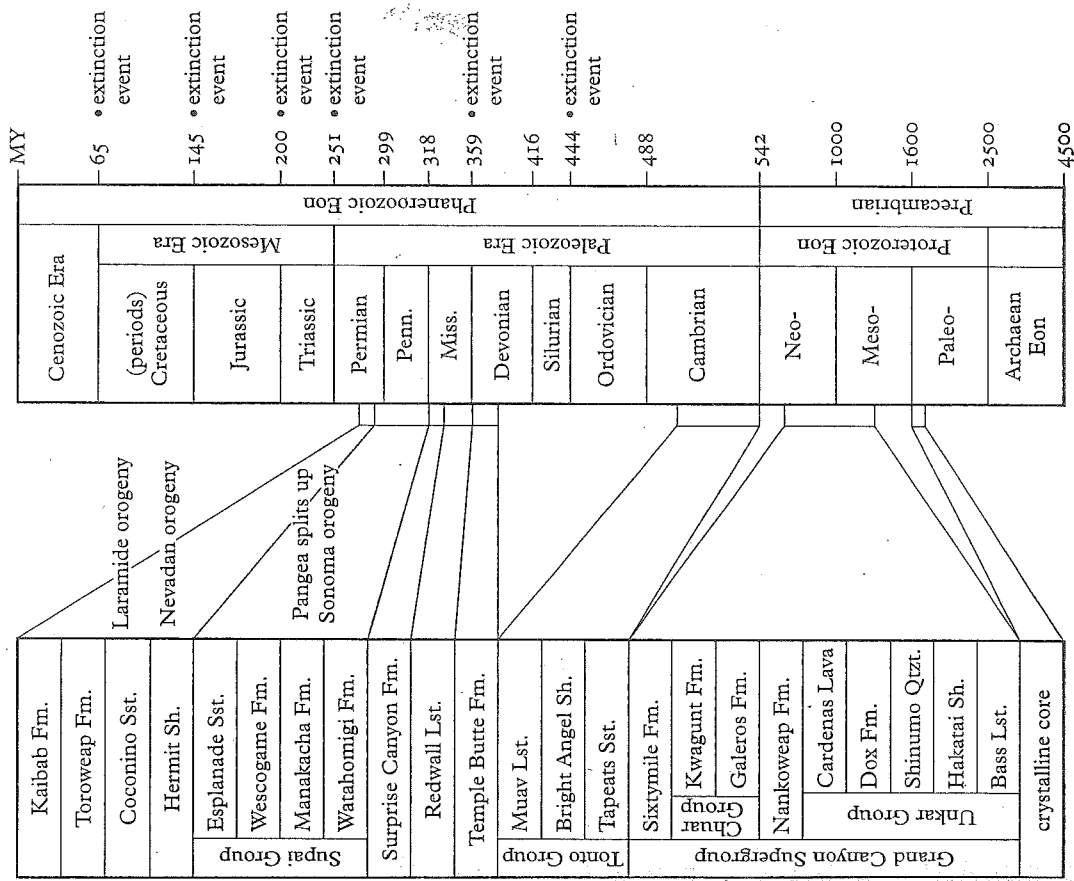 MY
65
• extinction
event
145
• extinction
event
200
• extinction
event
251
• extinction
event
299
318
359
• extinction
event
416
444
• extinction
event
488
542
1000
1600
2500
4500
Phanerozoic Eon
Precambrian
Mesozoic Era
Paleozoic Era
Proterozoic Eon
Cenozoic Era
(periods)
Cretaceous
Jurassic
Triassic
Permian
Penn.
Miss.
Devonian
Silurian
Ordovician
Cambrian
Neo-
Meso-
Paleo-
Archaean
Eon
Laramide orogeny
Nevadan orogeny
Pangea splits up
Sonoma orogeny
Kaibab Fm.
Toroweap Fm.
Coconino Sst.
Hermit Sh.
Supai Group
Esplanade Sst.
Wescogame Fm.
Manakacha Fm.
Watahomigi Fm.
Surprise Canyon Fm.
Redwall Lst.
Temple Butte Fm.
Tonto Group
Muav Lst.
Bright Angel Sh.
Tapeats Sst.
Grand Canyon Supergroup
Sixtymile Fm.
Chuar
Group
Kwagunt Fm.
Galeros Fm.
Nankoweap Fm.
Unkar Group
Cardenas Lava
Dox Fm.
Shinumo Qtzt.
Hakatai Sh.
Bass Lst.
crystalline core